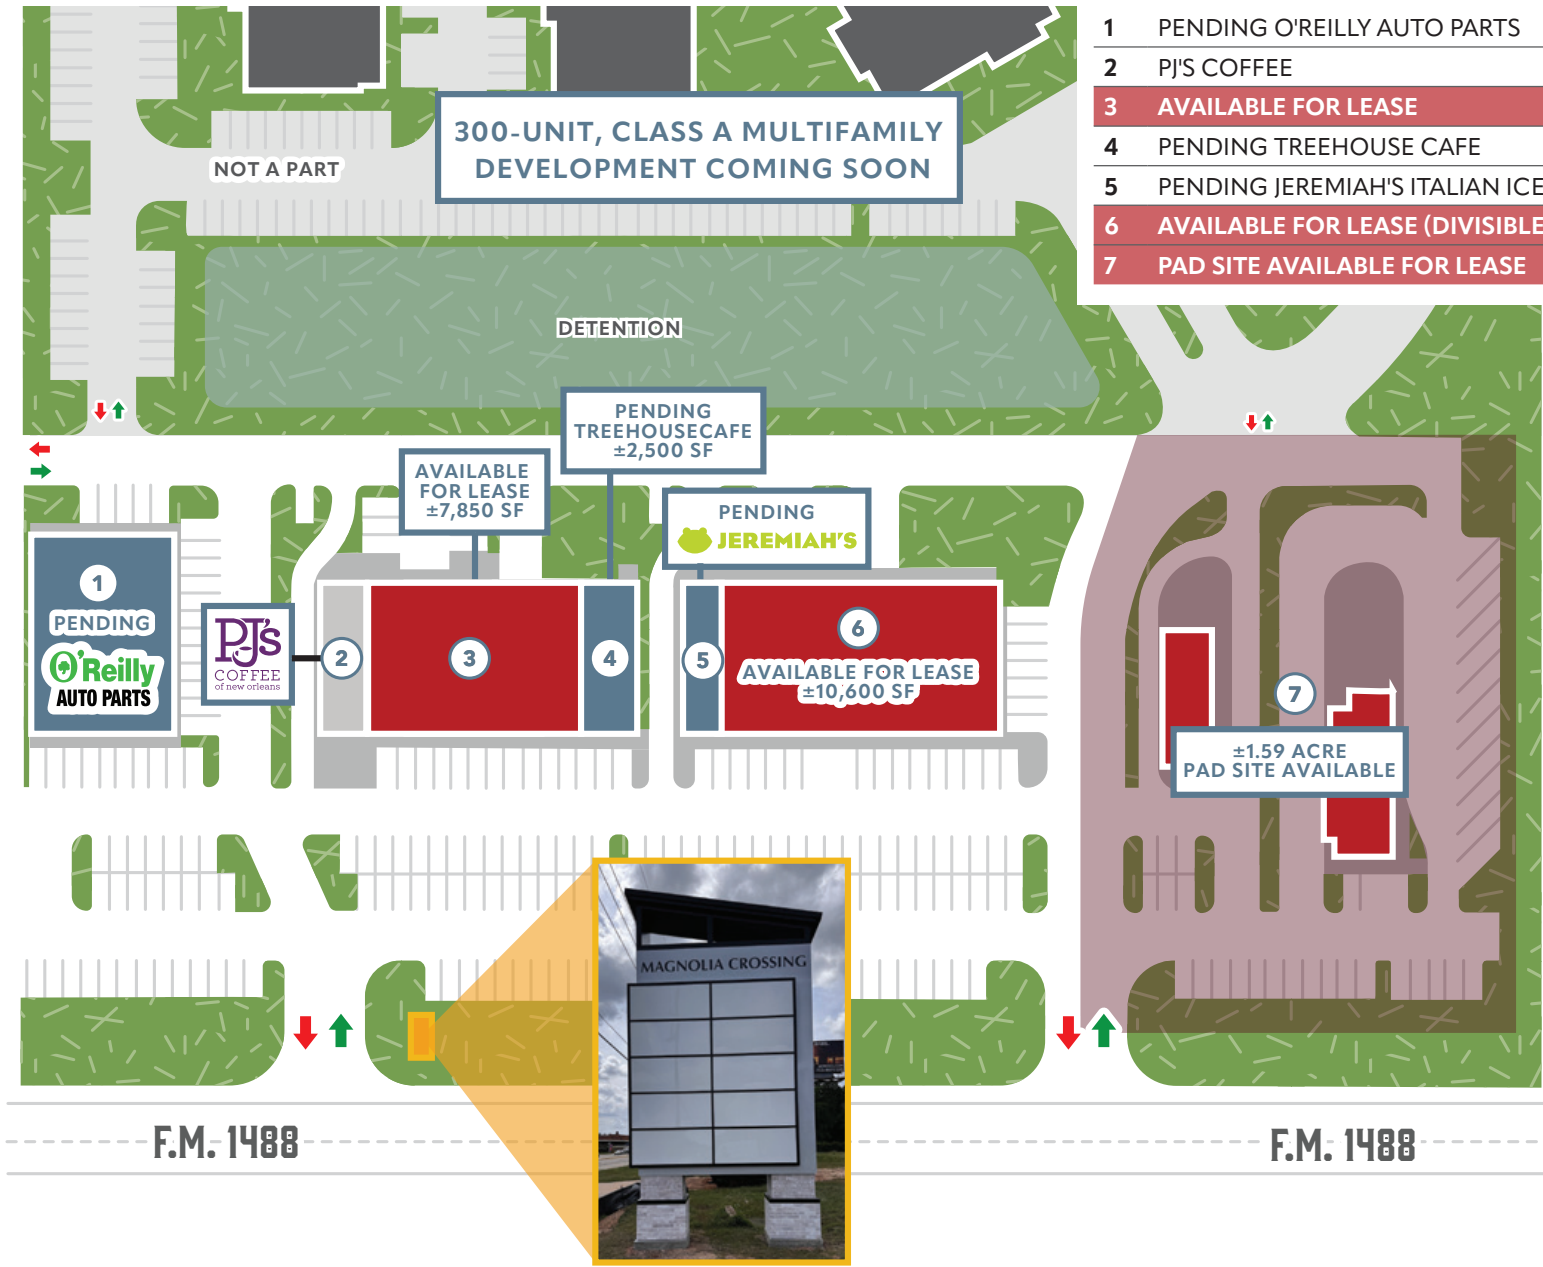 1 PENDING O'REILLY AUTO PARTS
2 PJ'S COFFEE
3 AVAILABLE FOR LEASE
4 PENDING TREEHOUSE CAFE
5 PENDING JEREMIAH'S ITALIAN ICE
6 AVAILABLE FOR LEASE (DIVISIBLE
7 PAD SITE AVAILABLE FOR LEASE
300-UNIT, CLASS A MULTIFAMILY
DEVELOPMENT COMING SOON
NOT A PART
DETENTION
PENDING
TREEHOUSECAFE
±2,500 SF
AVAILABLE
FOR LEASE
±7,850 SF
PENDING
JEREMIAH'S
1
PENDING
O'Reilly
AUTO PARTS
PJ's
COFFEE
of new orleans
2
3
4
5
6
AVAILABLE FOR LEASE
±10,600 SF
7
±1.59 ACRE
PAD SITE AVAILABLE
MAGNOLIA CROSSING
F.M. 1488
F.M. 1488